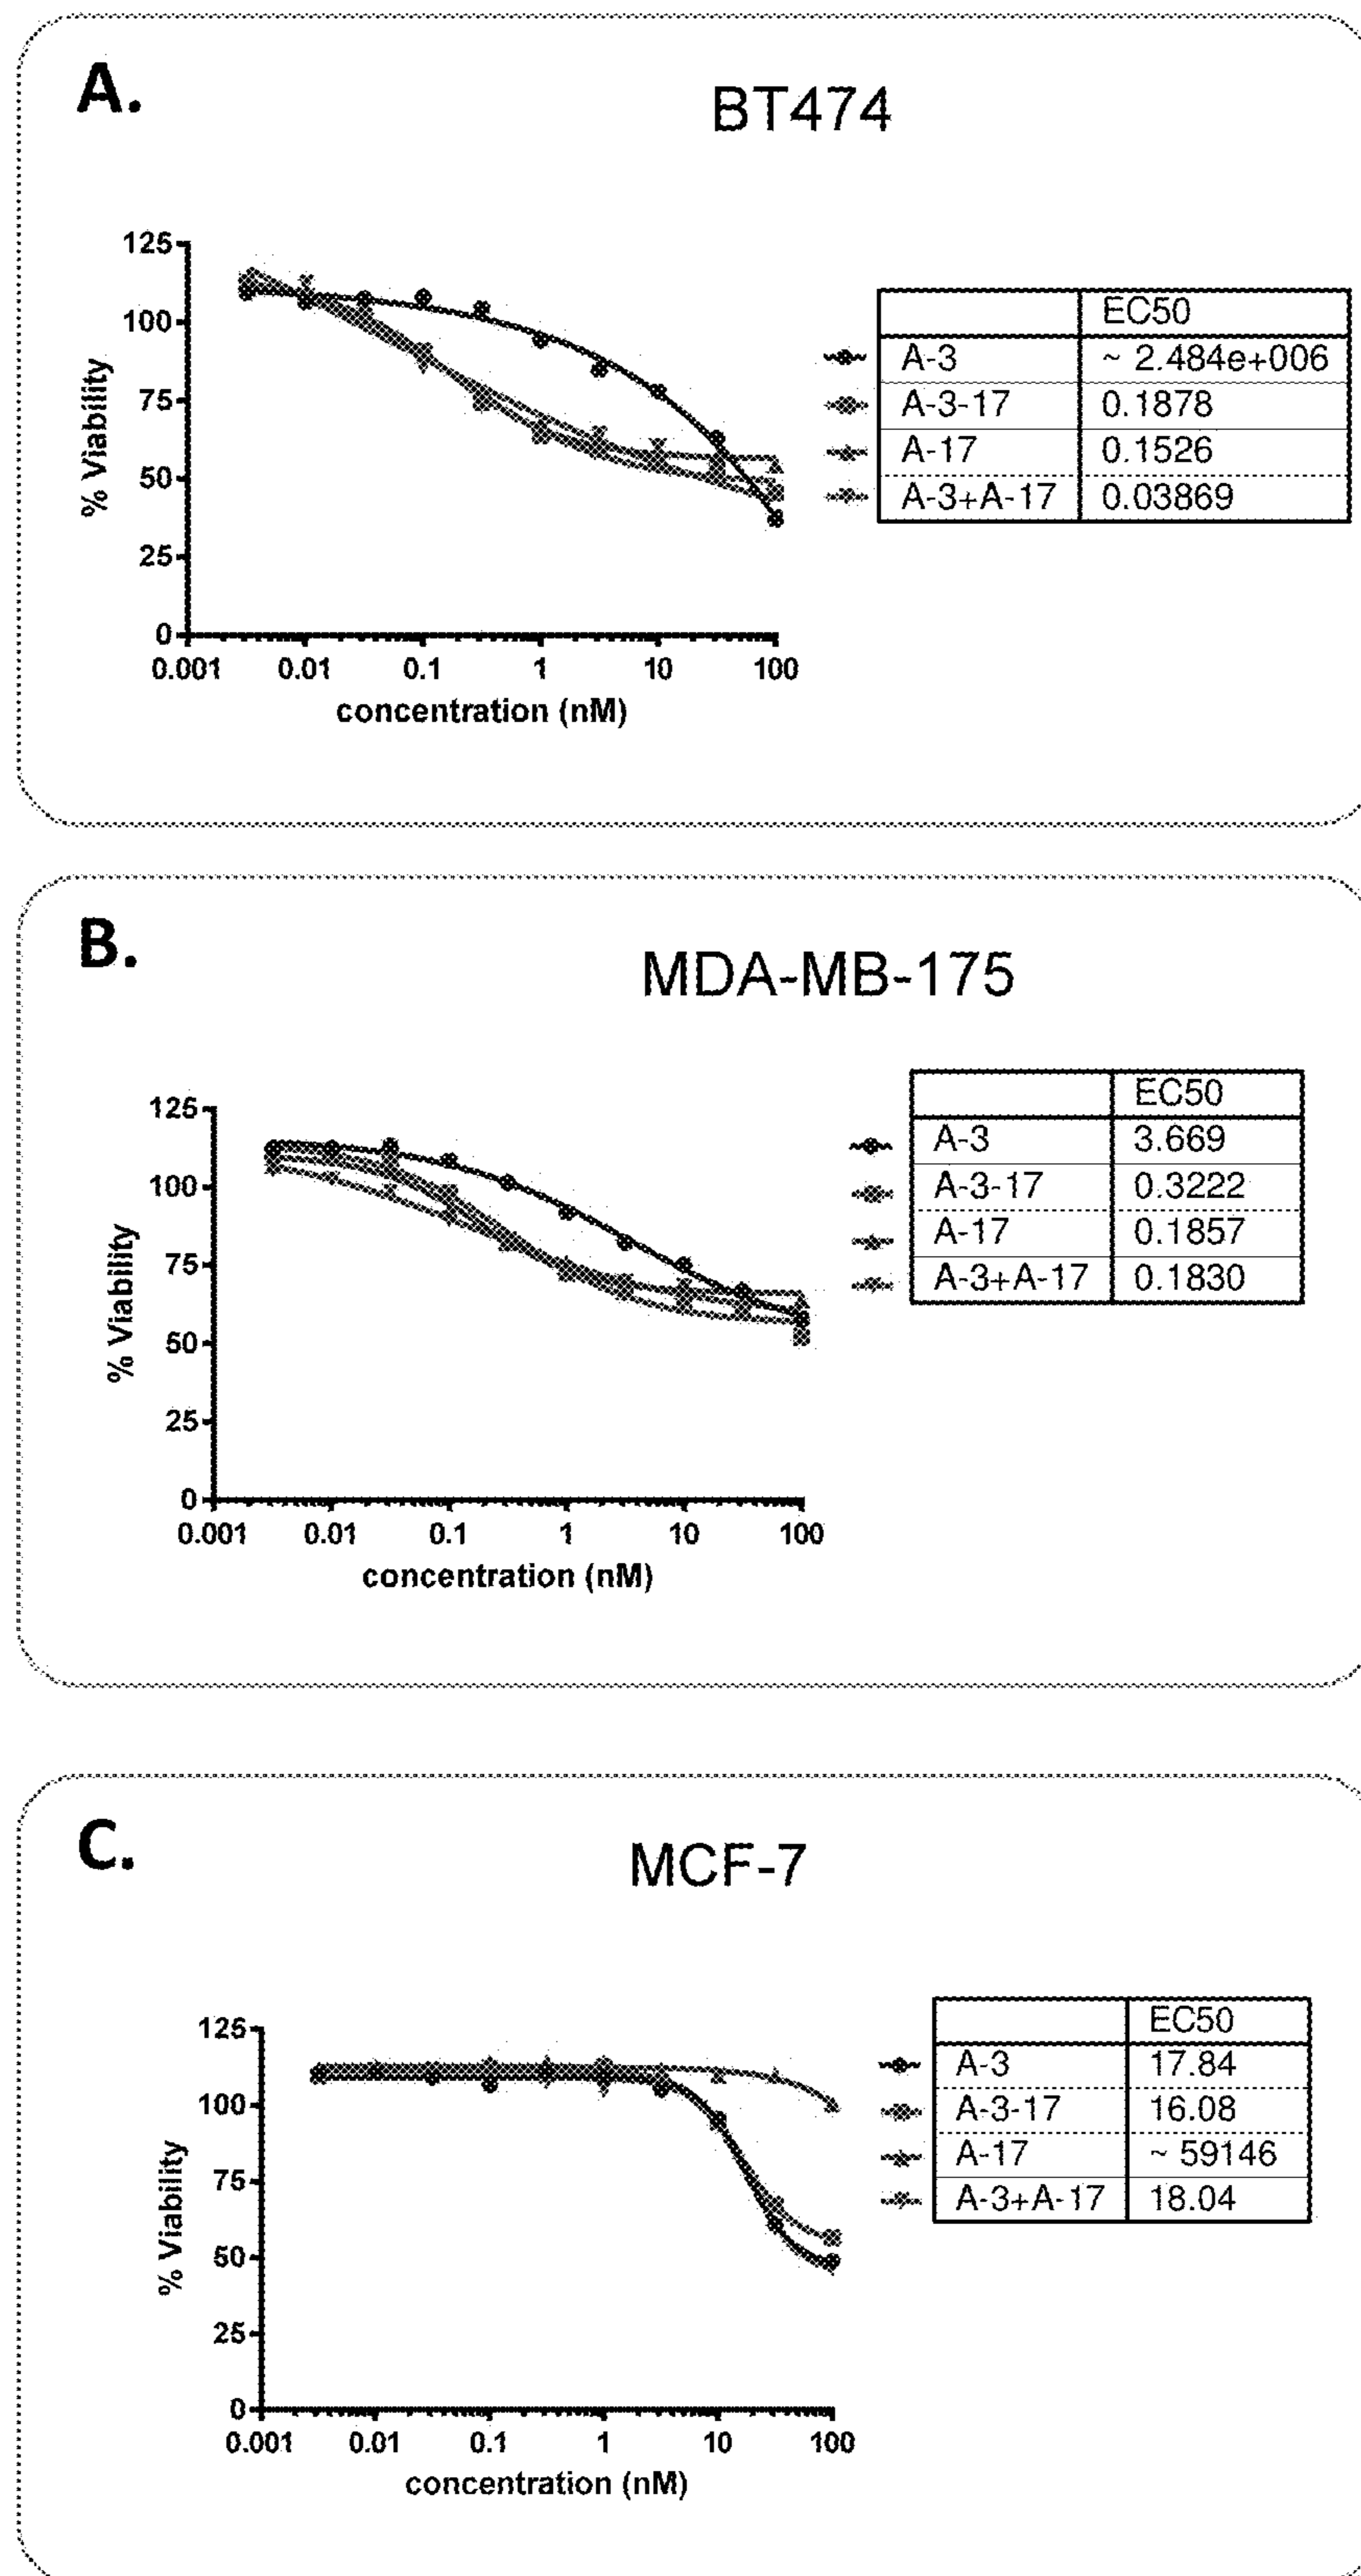 A.
BT474
125
100
75
50
25
0
% Viability
0.001 0.01 0.1 1 10 100
concentration (nM)
EC50
A-3 ~ 2.484e+006
A-3-17 0.1878
A-17 0.1526
A-3+A-17 0.03869
B.
MDA-MB-175
125
100
75
50
25
0
% Viability
0.001 0.01 0.1 1 10 100
concentration (nM)
EC50
A-3 3.669
A-3-17 0.3222
A-17 0.1857
A-3+A-17 0.1830
C.
MCF-7
125
100
75
50
25
0
% Viability
0.001 0.01 0.1 1 10 100
concentration (nM)
EC50
A-3 17.84
A-3-17 16.08
A-17 ~ 59146
A-3+A-17 18.04